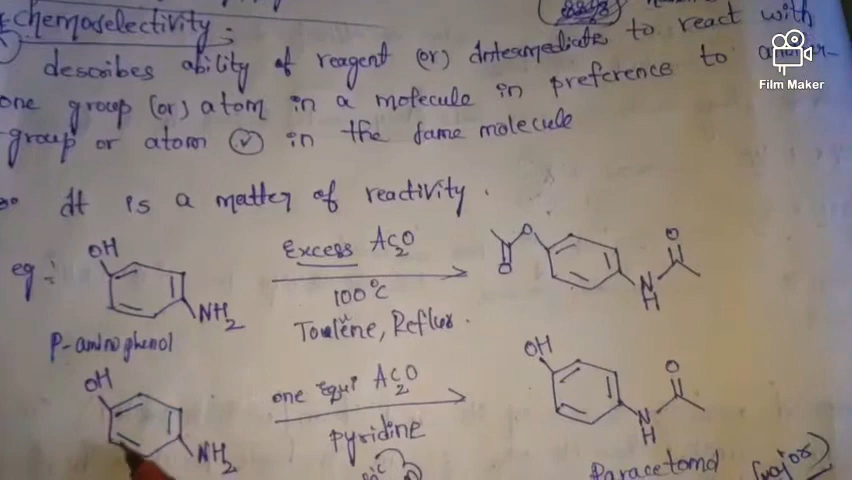 chemoselectivity :
describes ability of reagent (or) Intermediate to react with
one group (or) atom in a molecule in preference to
group or atom in the same molecule
It is a matter of reactivity.
eg :-
OH
NH2
P-aminophenol
Excess Ac2O
100°C
Toulene, Reflux.
O
O
N
H
O
OH
NH2
one equi Ac2O
pyridine
OH
N
H
O
Paracetamol (major)
Film Maker